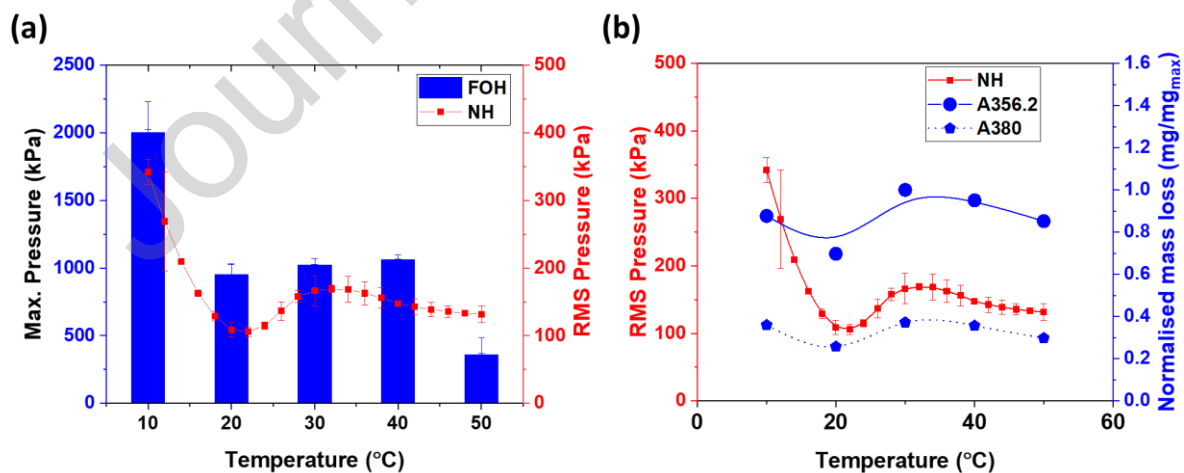 (a)
(b)
Journ
2500
2000
1500
1000
500
0
Max. Pressure (kPa)
FOH
NH
500
400
300
200
100
0
RMS Pressure (kPa)
10 20 30 40 50
Temperature (°C)
500
400
300
200
100
0
RMS Pressure (kPa)
NH
A356.2
A380
1.6
1.4
1.2
1.0
0.8
0.6
0.4
0.2
0.0
Normalised mass loss (mg/mgmax)
0 20 40 60
Temperature (°C)